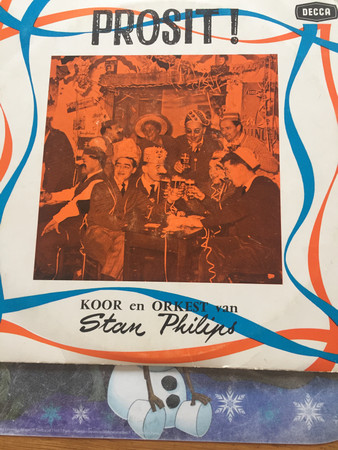 PROSIT!
DECCA
KOOR en ORKEST van
Stan Philips